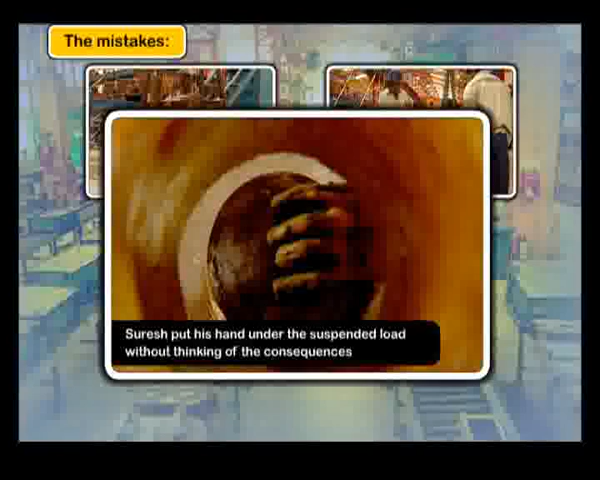 The mistakes:
Suresh put his hand under the suspended load
without thinking of the consequences